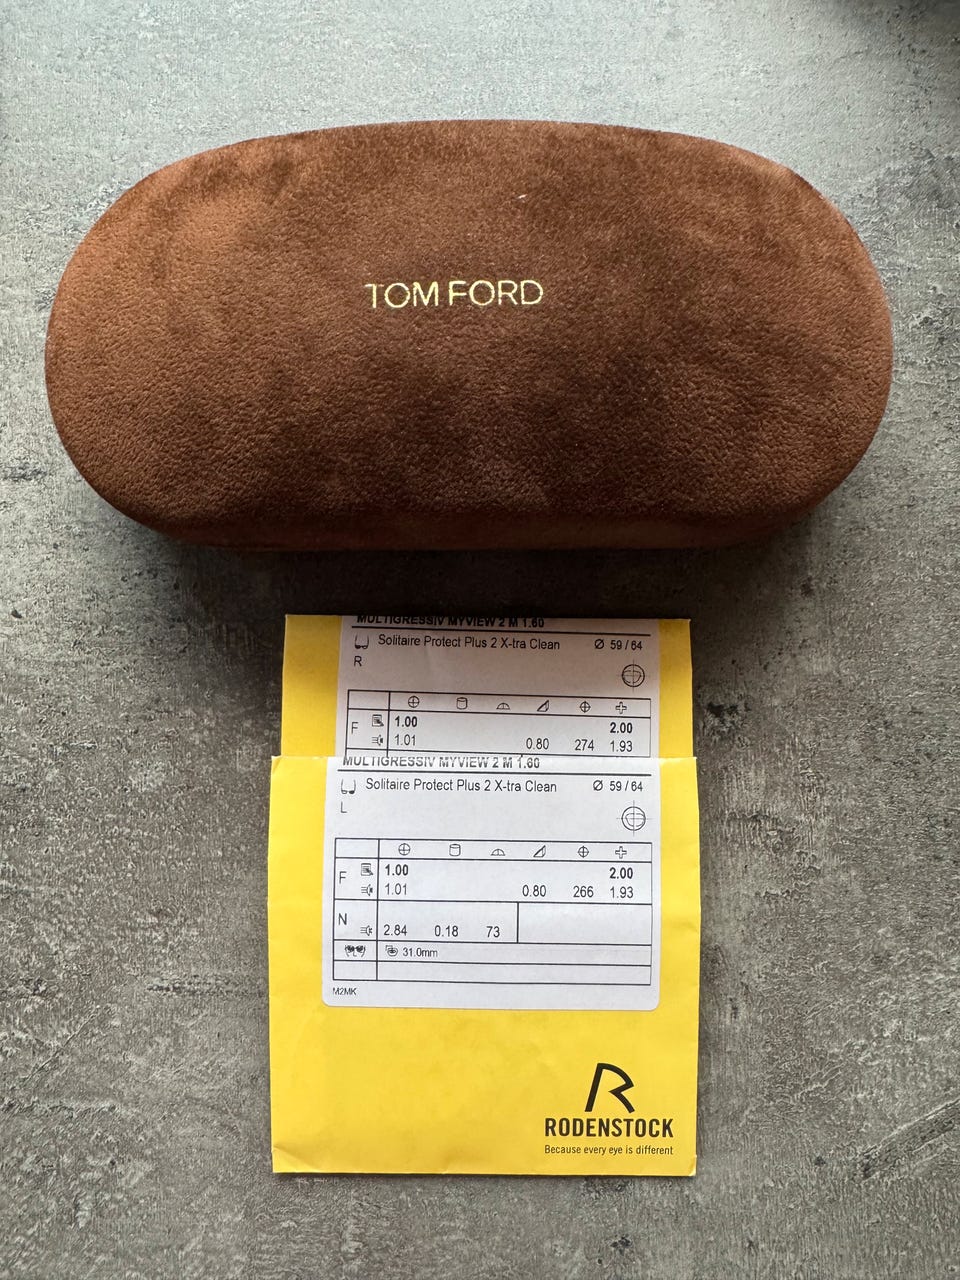 TOM FORD
MULTIGRESSIV MYVIEW 2 M 1.60
Solitaire Protect Plus 2 X-tra Clean Ø 59 / 64
R
F 1.00 2.00
1.01 0.80 274 1.93
MULTIGRESSIV MYVIEW 2 M 1.60
Solitaire Protect Plus 2 X-tra Clean Ø 59 / 64
L
F 1.00 2.00
1.01 0.80 266 1.93
N
2.84 0.18 73
31.0mm
M2MK
R
RODENSTOCK
Because every eye is different